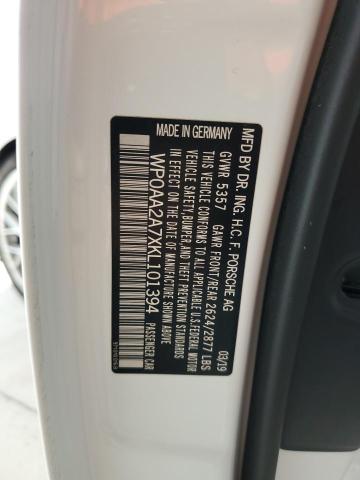 MFD BY DR. ING. H.C. F. PORSCHE AG 03/19
GVWR 5357 GAWR FRONT/REAR 2624/2877 LBS
THIS VEHICLE CONFORMS TO ALL APPLICABLE U.S.FEDERAL MOTOR
VEHICLE SAFETY,BUMPER,AND THEFT PREVENTION STANDARDS
IN EFFECT ON THE DATE OF MANUFACTURE SHOWN ABOVE
WP0AA2A7XKL101394 PASSENGER CAR
MADE IN GERMANY